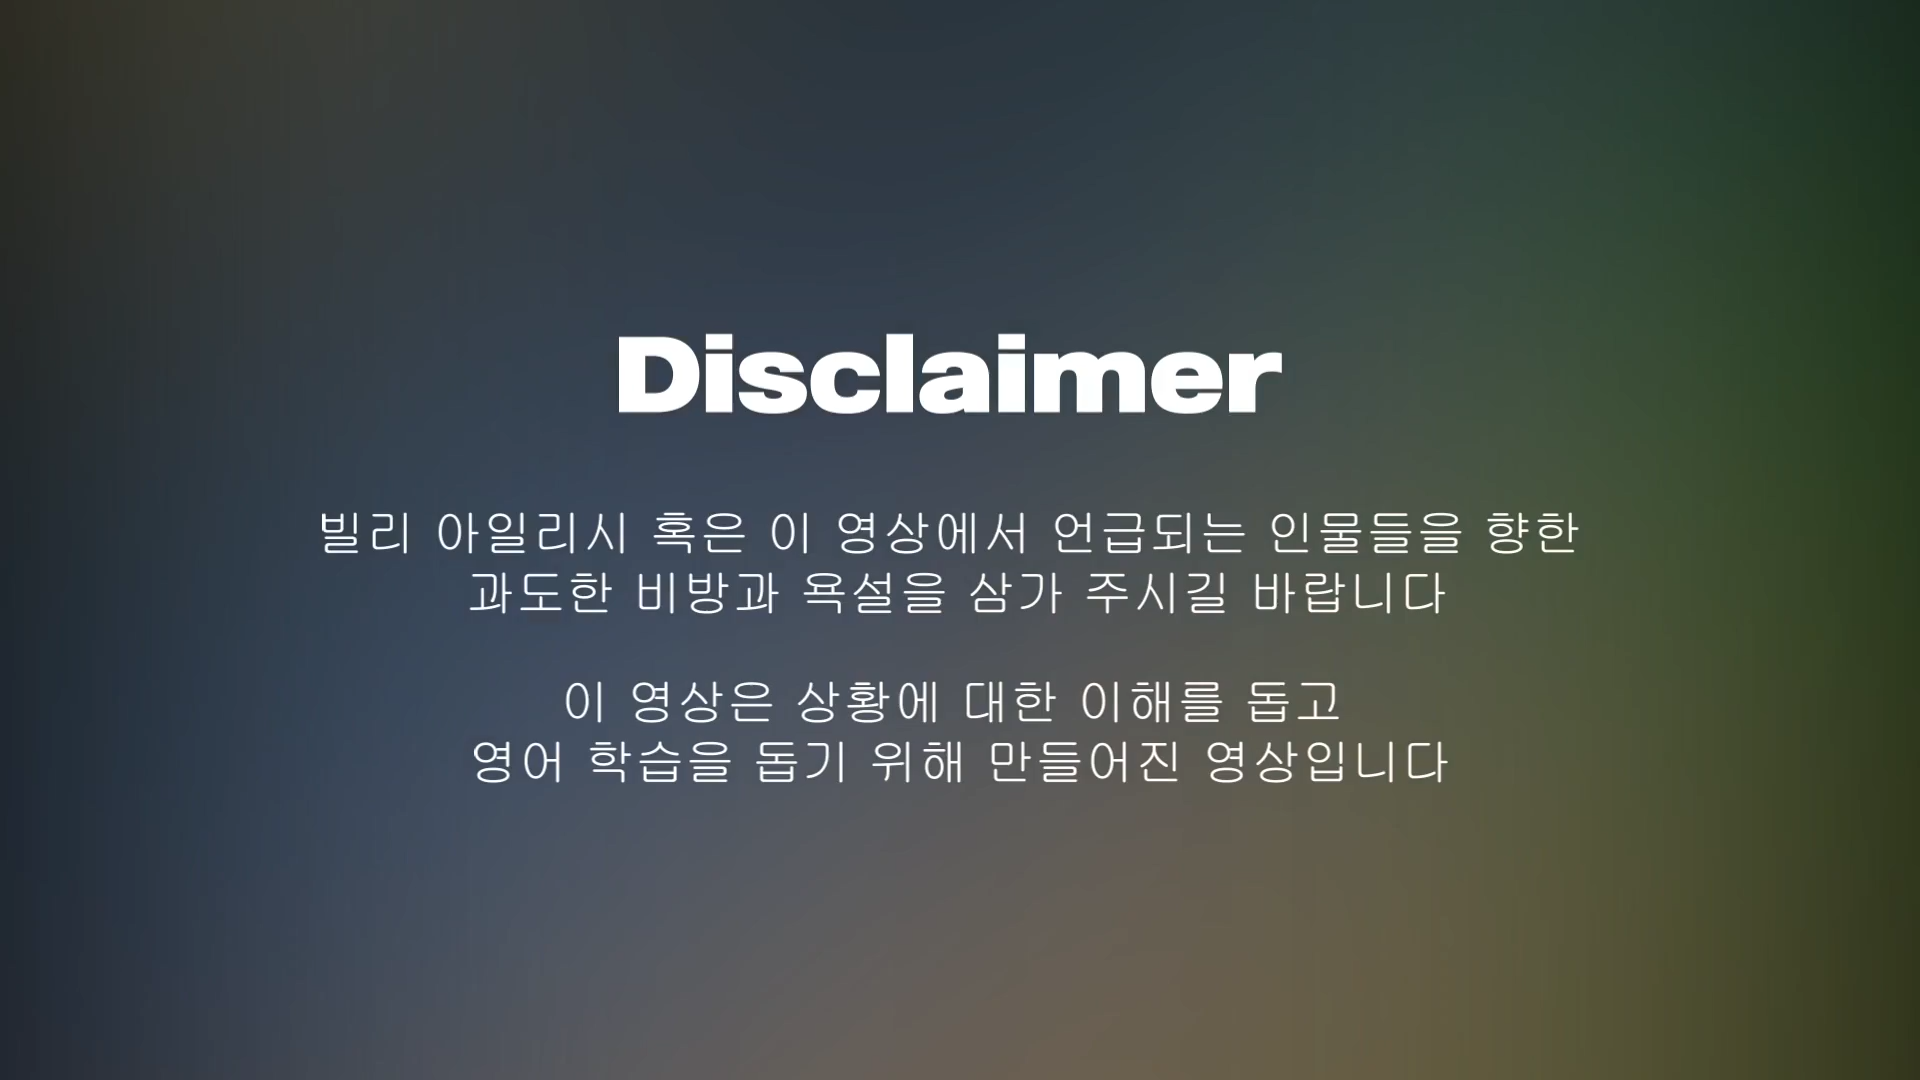 Disclaimer
빌리 아일리시 혹은 이 영상에서 언급되는 인물들을 향한
과도한 비방과 욕설을 삼가 주시길 바랍니다
이 영상은 상황에 대한 이해를 돕고
영어 학습을 돕기 위해 만들어진 영상입니다